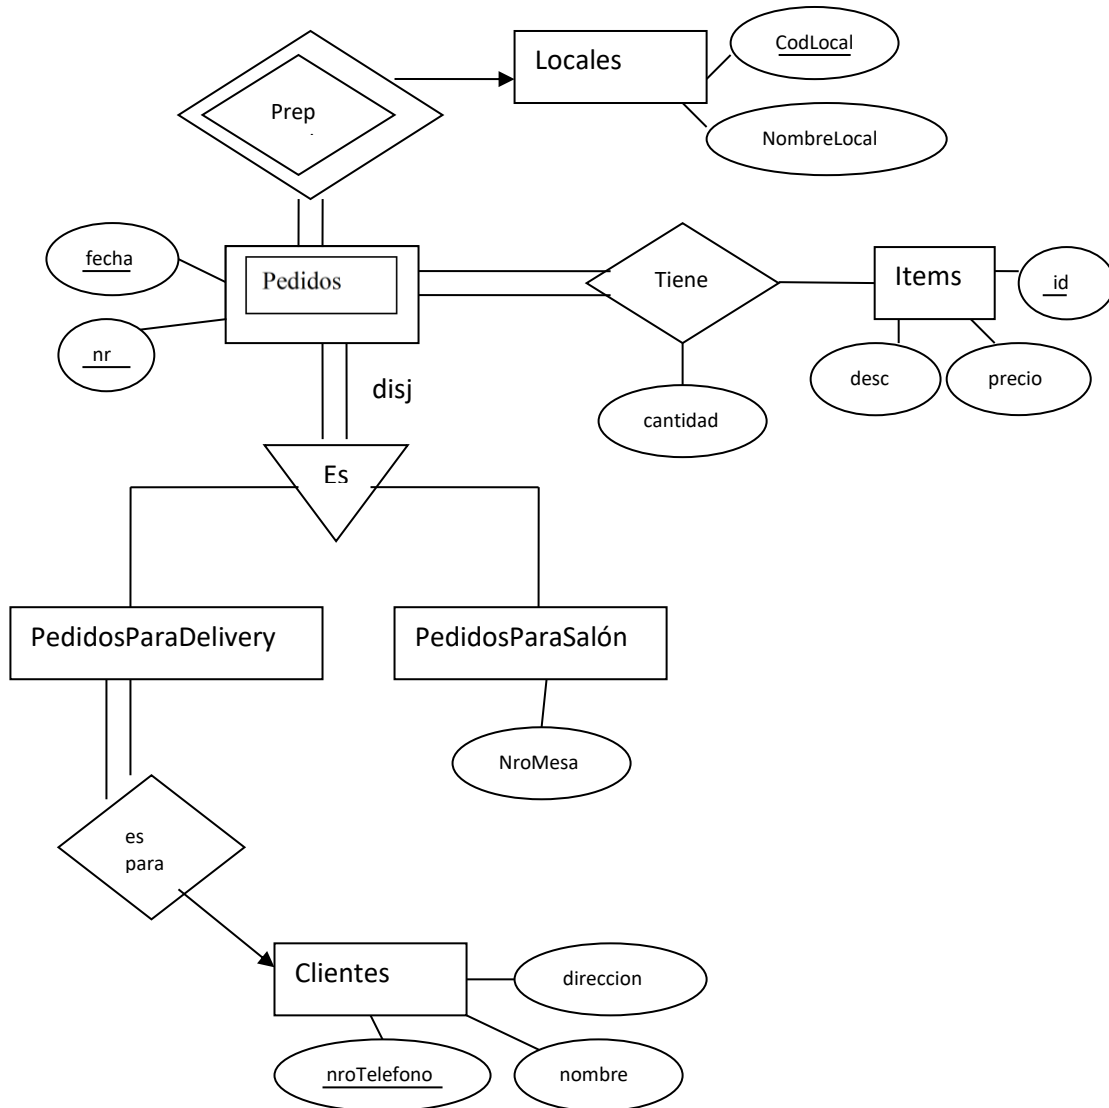 CodLocal
Locales
Prep
NombreLocal
fecha
Pedidos
Tiene
Items
id
nr
desc
precio
disj
cantidad
Es
PedidosParaDelivery
PedidosParaSalón
NroMesa
es
para
Clientes
direccion
nroTelefono
nombre